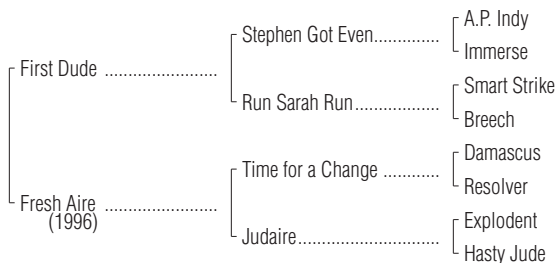 A.P. Indy
Stephen Got Even...............
Immerse
First Dude ........................
Smart Strike
Run Sarah Run...................
Breech
Damascus
Time for a Change ............
Resolver
Fresh Aire ........................
(1996)
Explodent
Judaire...............................
Hasty Jude